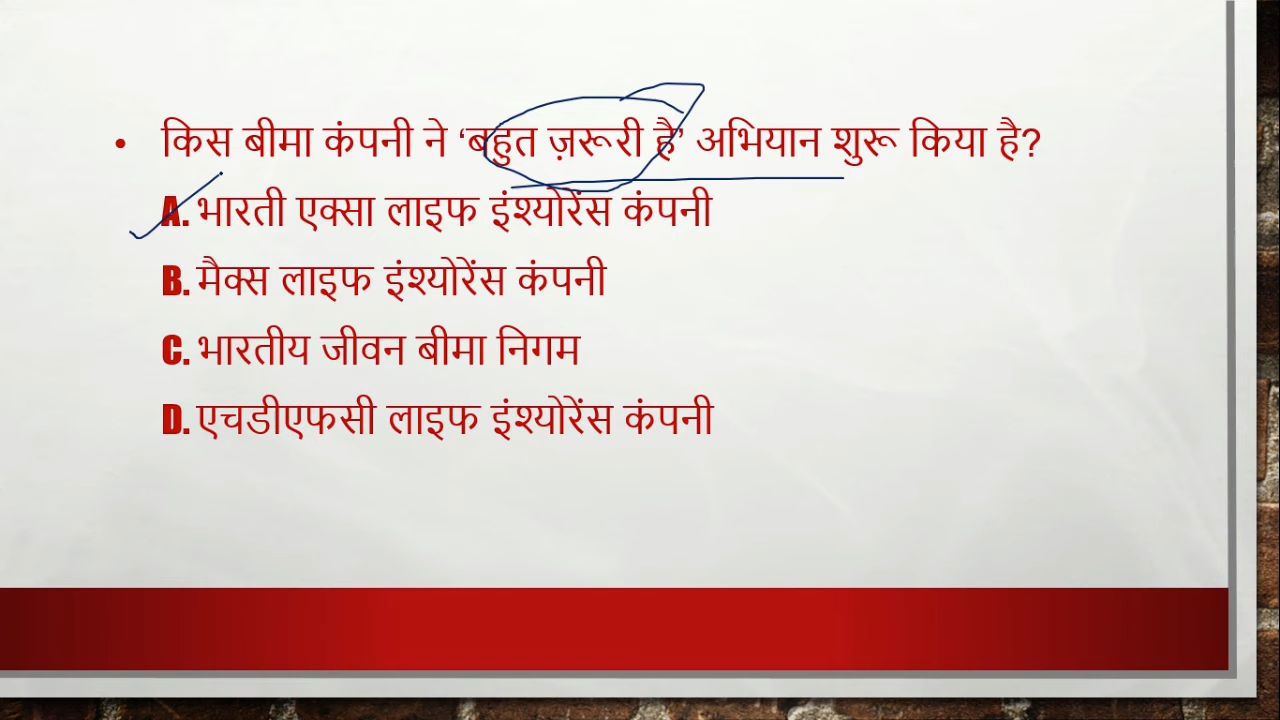 • किस बीमा कंपनी ने ‘बहुत ज़रूरी है’ अभियान शुरू किया है?
A. भारती एक्सा लाइफ इंश्योरेंस कंपनी
B. मैक्स लाइफ इंश्योरेंस कंपनी
C. भारतीय जीवन बीमा निगम
D. एचडीएफसी लाइफ इंश्योरेंस कंपनी